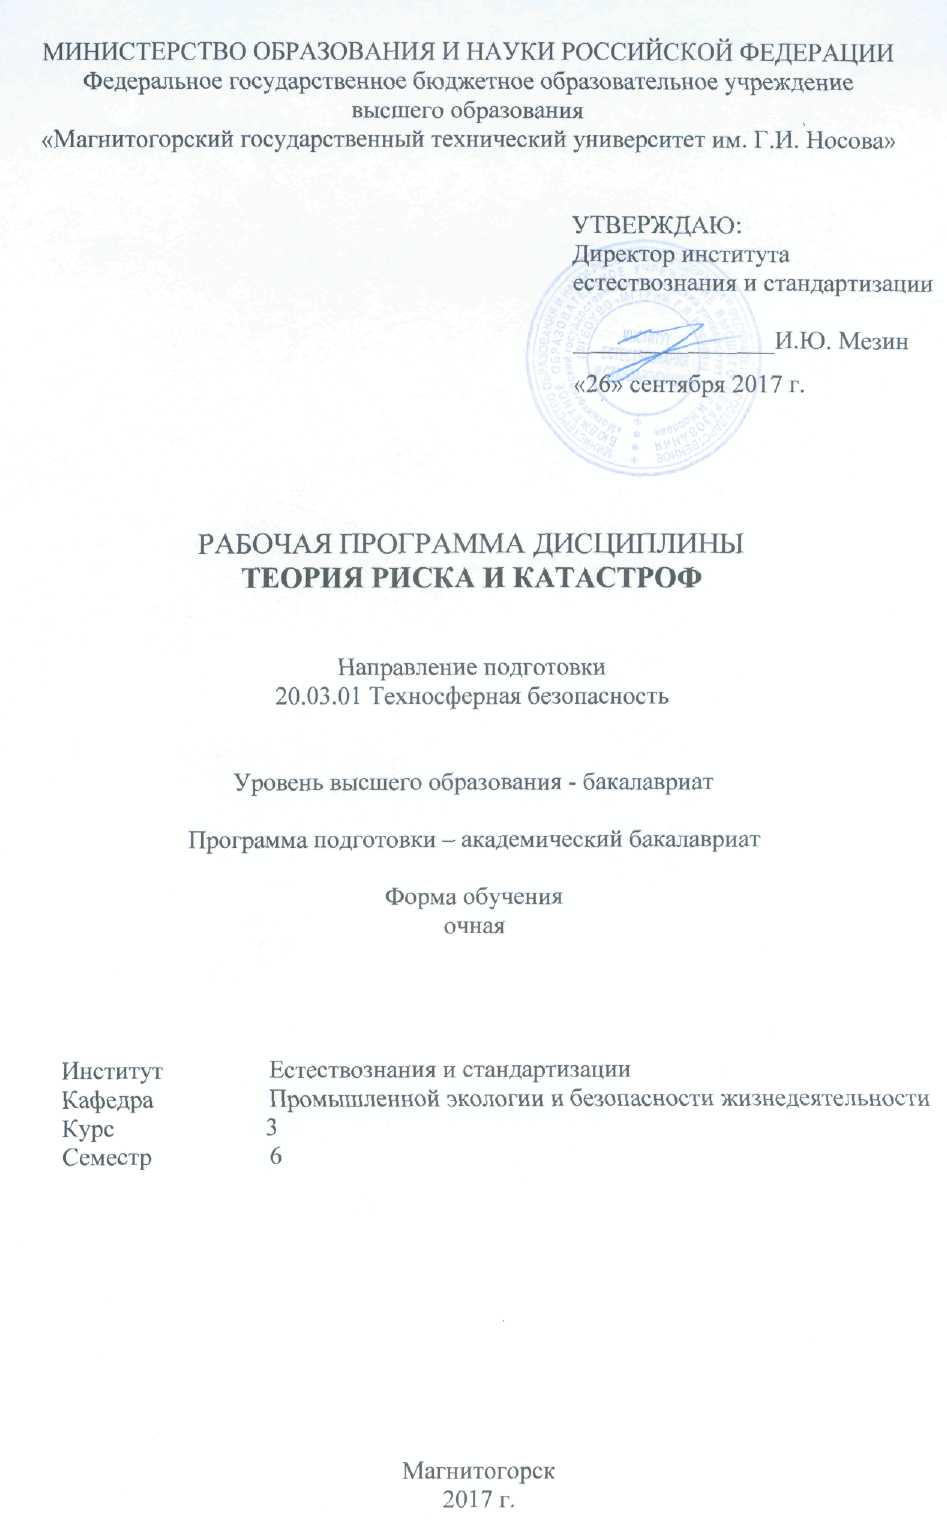 МИНИСТЕРСТВО ОБРАЗОВАНИЯ И НАУКИ РОССИЙСКОЙ ФЕДЕРАЦИИ
Федеральное государственное бюджетное образовательное учреждение
высшего образования
«Магнитогорский государственный технический университет им. Г.И. Носова»
УТВЕРЖДАЮ:
Директор института
естествознания и стандартизации
________________И.Ю. Мезин
«26» сентября 2017 г.
РАБОЧАЯ ПРОГРАММА ДИСЦИПЛИНЫ
ТЕОРИЯ РИСКА И КАТАСТРОФ
Направление подготовки
20.03.01 Техносферная безопасность
Уровень высшего образования - бакалавриат
Программа подготовки – академический бакалавриат
Форма обучения
очная
Институт Естествознания и стандартизации
Кафедра Промышленной экологии и безопасности жизнедеятельности
Курс 3
Семестр 6
Магнитогорск
2017 г.